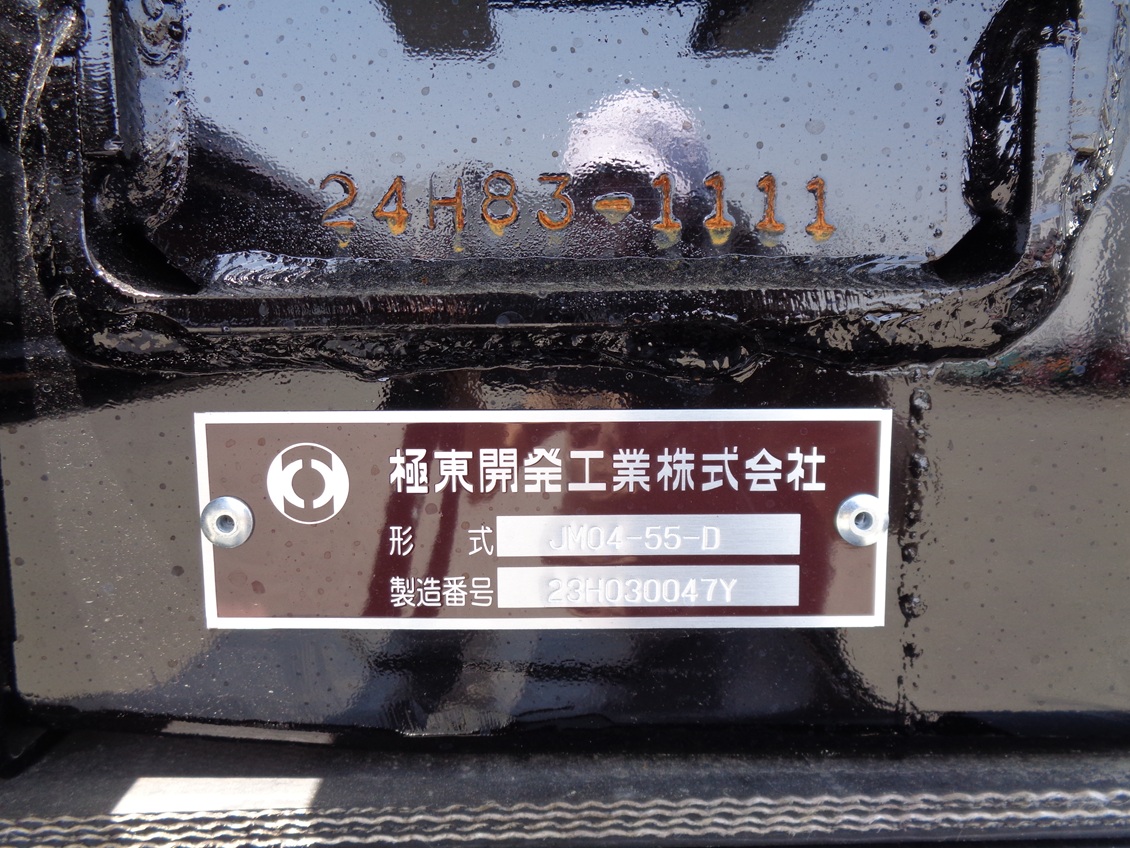 24H83-1111
極東開発工業株式会社
形 式 JM04-55-D
製造番号 23H030047Y